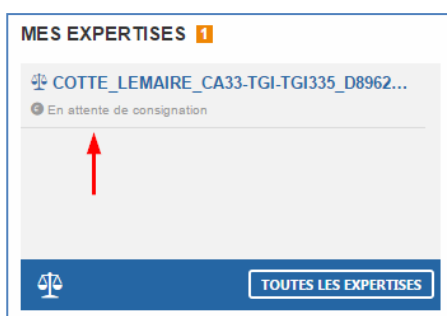 MES EXPERTISES 1
COTTE_LEMAIRE_CA33-TGI-TGI335_D8962...
C En attente de consignation
TOUTES LES EXPERTISES